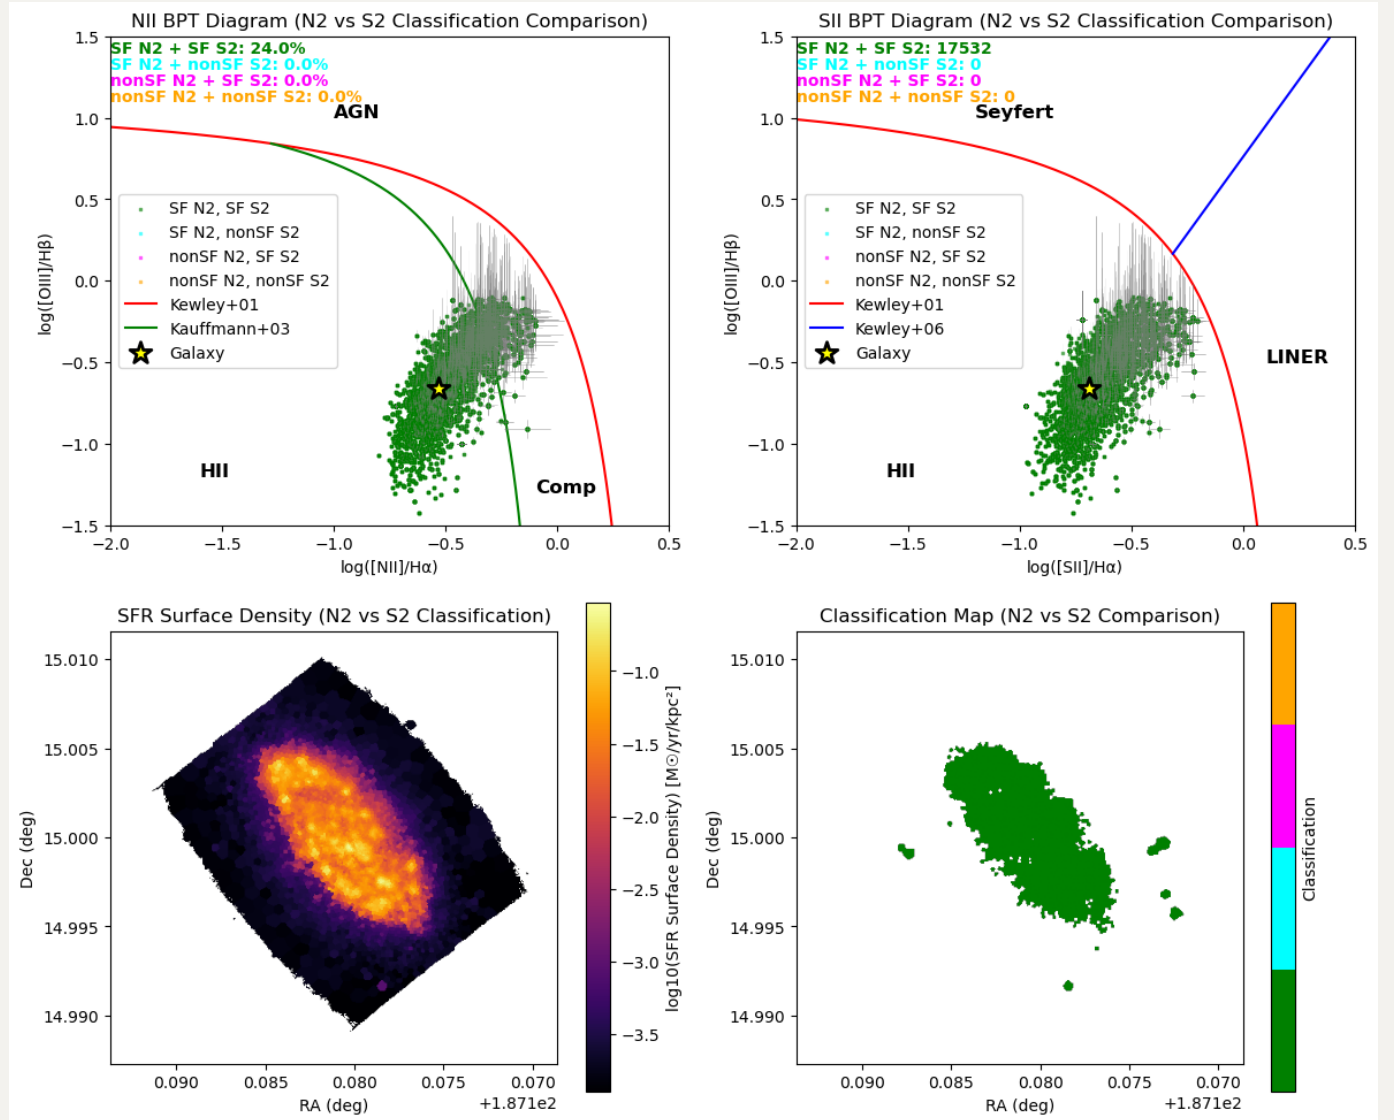 NII BPT Diagram (N2 vs S2 Classification Comparison)
SF N2 + SF S2: 24.0%
SF N2 + nonSF S2: 0.0%
nonSF N2 + SF S2: 0.0%
nonSF N2 + nonSF S2: 0.0%
AGN
SF N2, SF S2
SF N2, nonSF S2
nonSF N2, SF S2
nonSF N2, nonSF S2
Kewley+01
Kauffmann+03
Galaxy
HII
Comp
1.5
1.0
0.5
0.0
−0.5
−1.0
−1.5
log([OIII]/Hβ)
−2.0 −1.5 −1.0 −0.5 0.0 0.5
log([NII]/Hα)
SII BPT Diagram (N2 vs S2 Classification Comparison)
SF N2 + SF S2: 17532
SF N2 + nonSF S2: 0
nonSF N2 + SF S2: 0
nonSF N2 + nonSF S2: 0
Seyfert
SF N2, SF S2
SF N2, nonSF S2
nonSF N2, SF S2
nonSF N2, nonSF S2
Kewley+01
Kewley+06
Galaxy
LINER
HII
1.5
1.0
0.5
0.0
−0.5
−1.0
−1.5
log([OIII]/Hβ)
−2.0 −1.5 −1.0 −0.5 0.0 0.5
log([SII]/Hα)
SFR Surface Density (N2 vs S2 Classification)
15.010
15.005
15.000
14.995
14.990
Dec (deg)
0.090 0.085 0.080 0.075 0.070
RA (deg)
+1.871e2
−1.0
−1.5
−2.0
−2.5
−3.0
−3.5
log10(SFR Surface Density) [M☉/yr/kpc²]
Classification Map (N2 vs S2 Comparison)
15.010
15.005
15.000
14.995
14.990
Dec (deg)
0.090 0.085 0.080 0.075 0.070
RA (deg)
+1.871e2
Classification